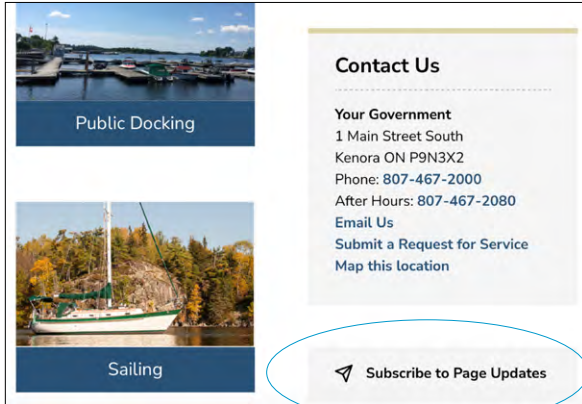 Public Docking
Sailing
Contact Us
Your Government
1 Main Street South
Kenora ON P9N3X2
Phone: 807-467-2000
After Hours: 807-467-2080
Email Us
Submit a Request for Service
Map this location
Subscribe to Page Updates